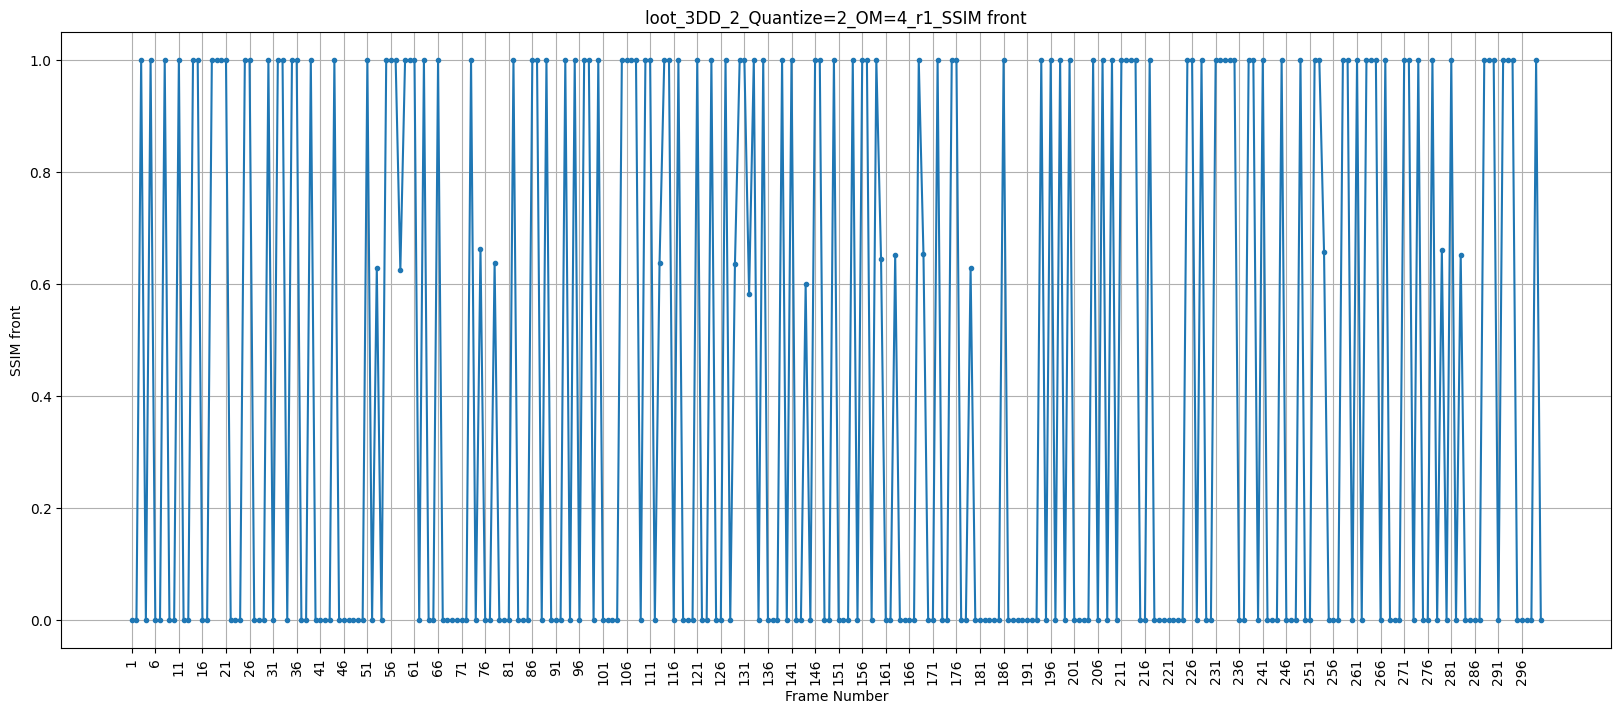 loot_3DD_2_Quantize=2_OM=4_r1_SSIM front
1.0
0.8
0.6
0.4
0.2
0.0
SSIM front
1 6 11 16 21 26 31 36 41 46 51 56 61 66 71 76 81 86 91 96 101 106 111 116 121 126 131 136 141 146 151 156 161 166 171 176 181 186 191 196 201 206 211 216 221 226 231 236 241 246 251 256 261 266 271 276 281 286 291 296
Frame Number